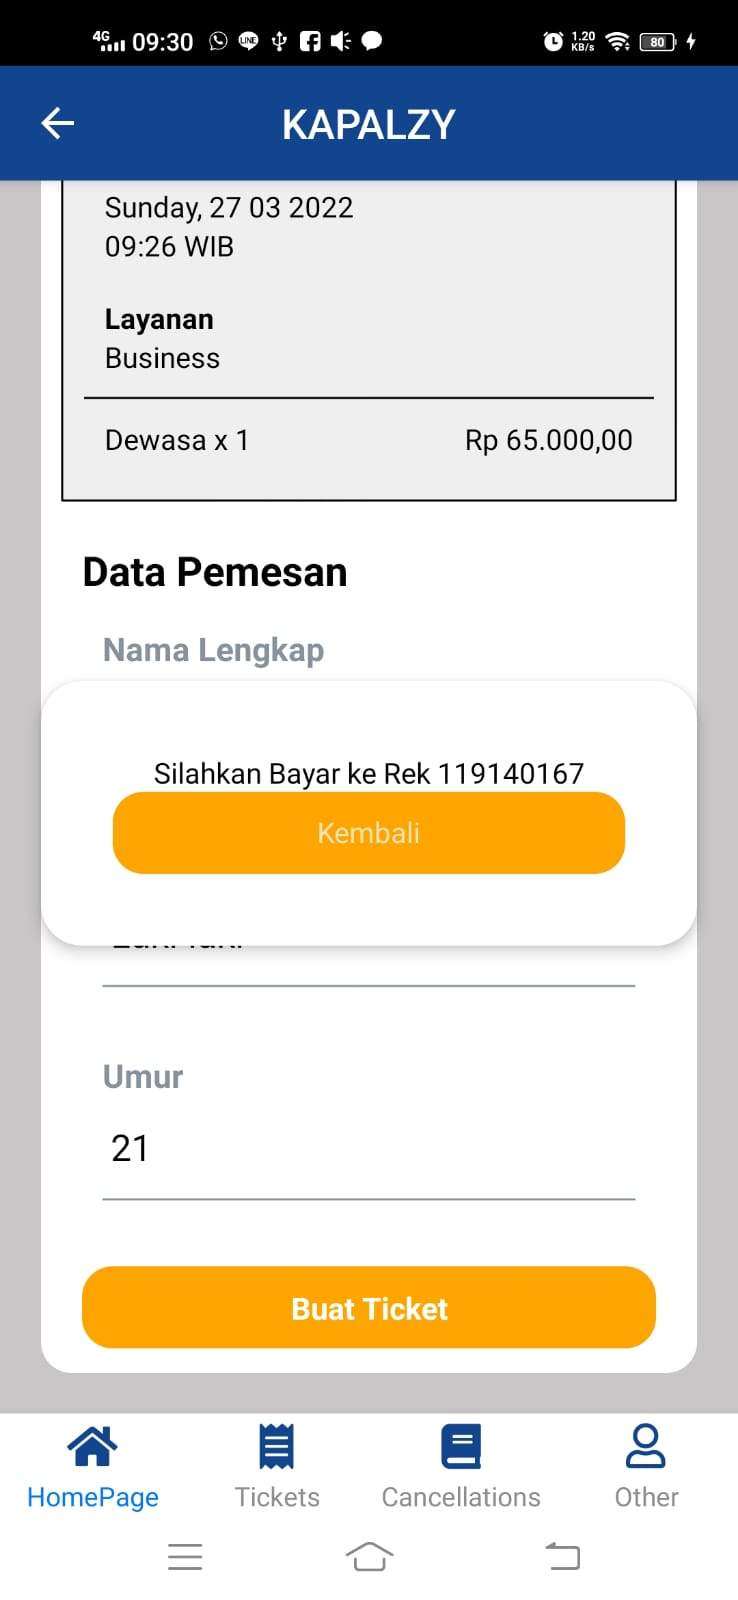 4G 09:30 LINE 1.20 KB/s 80
KAPALZY
Sunday, 27 03 2022
09:26 WIB
Layanan
Business
Dewasa x 1 Rp 65.000,00
Data Pemesan
Nama Lengkap
Silahkan Bayar ke Rek 119140167
Kembali
Umur
21
Buat Ticket
HomePage Tickets Cancellations Other